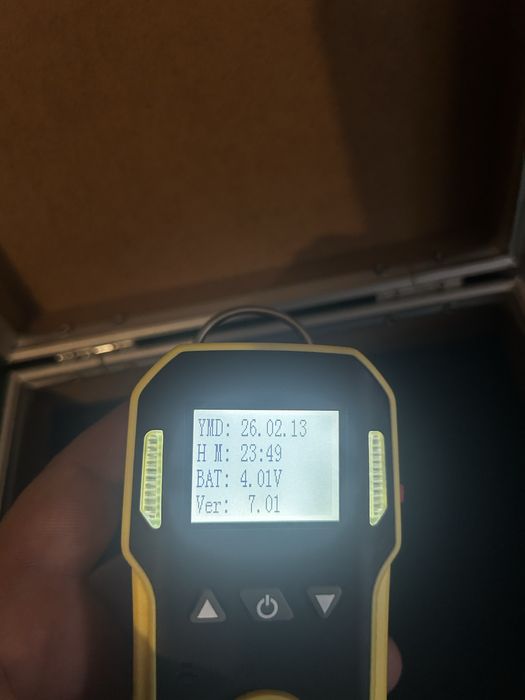 YMD: 26.02.13
H M: 23:49
BAT: 4.01V
Ver: 7.01